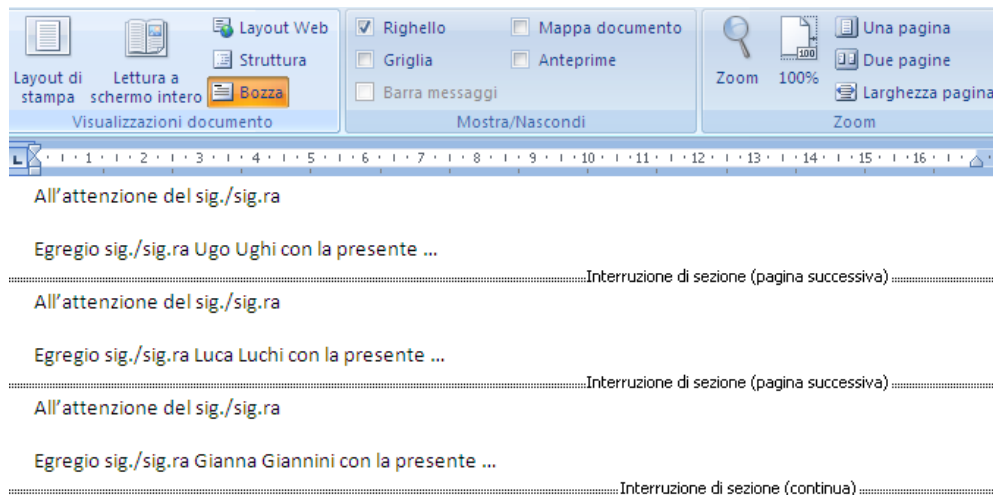 Layout di stampa
Lettura a schermo intero
Layout Web
Struttura
Bozza
Visualizzazioni documento
Righello
Griglia
Barra messaggi
Mappa documento
Anteprime
Mostra/Nascondi
Zoom
100
100%
Una pagina
Due pagine
Larghezza pagina
Zoom
1 2 3 4 5 6 7 8 9 10 11 12 13 14 15 16
All'attenzione del sig./sig.ra
Egregio sig./sig.ra Ugo Ughi con la presente ...
Interruzione di sezione (pagina successiva)
All'attenzione del sig./sig.ra
Egregio sig./sig.ra Luca Luchi con la presente ...
Interruzione di sezione (pagina successiva)
All'attenzione del sig./sig.ra
Egregio sig./sig.ra Gianna Giannini con la presente ...
Interruzione di sezione (continua)